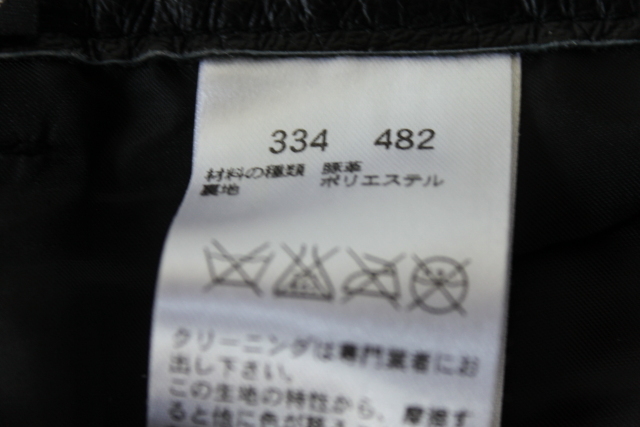 334 482
材料の種類 豚革
裏地 ポリエステル
クリーニングは専門業者にお
出し下さい。
この生地の特性から、摩擦す
ると他に色が移る